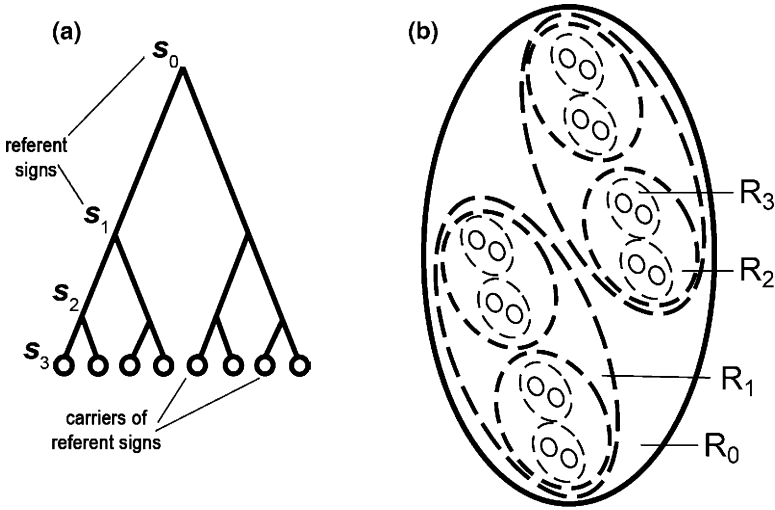 (a)
s0
referent
signs
s1
s2
s3
carriers of
referent signs
(b)
R3
R2
R1
R0